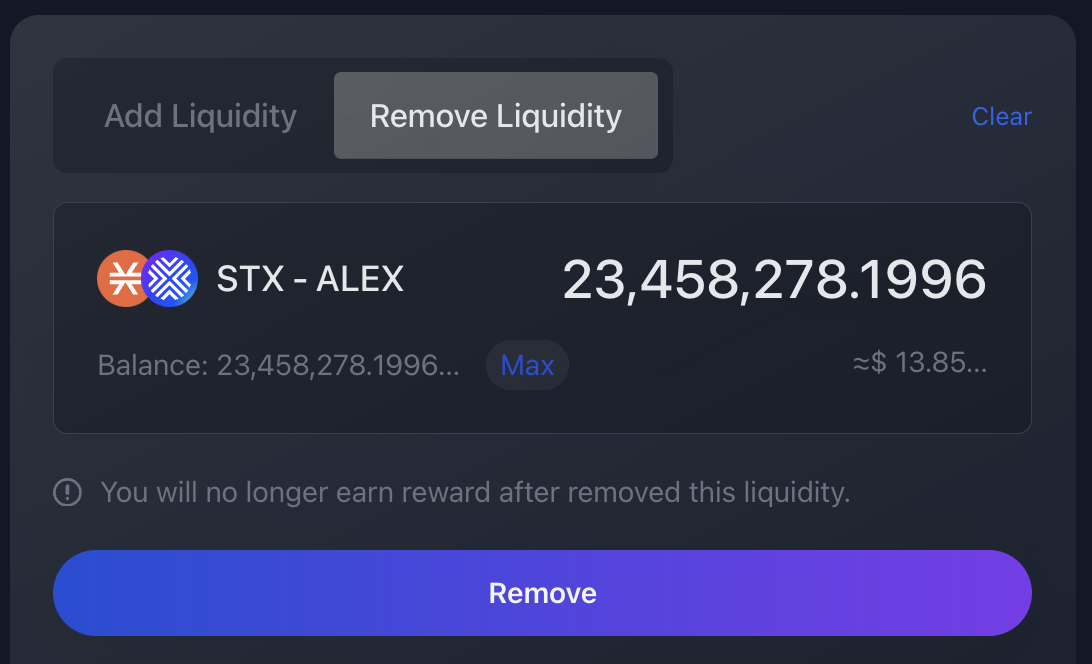 Add Liquidity Remove Liquidity Clear
STX - ALEX 23,458,278.1996
Balance: 23,458,278.1996... Max ≈$ 13.85...
You will no longer earn reward after removed this liquidity.
Remove